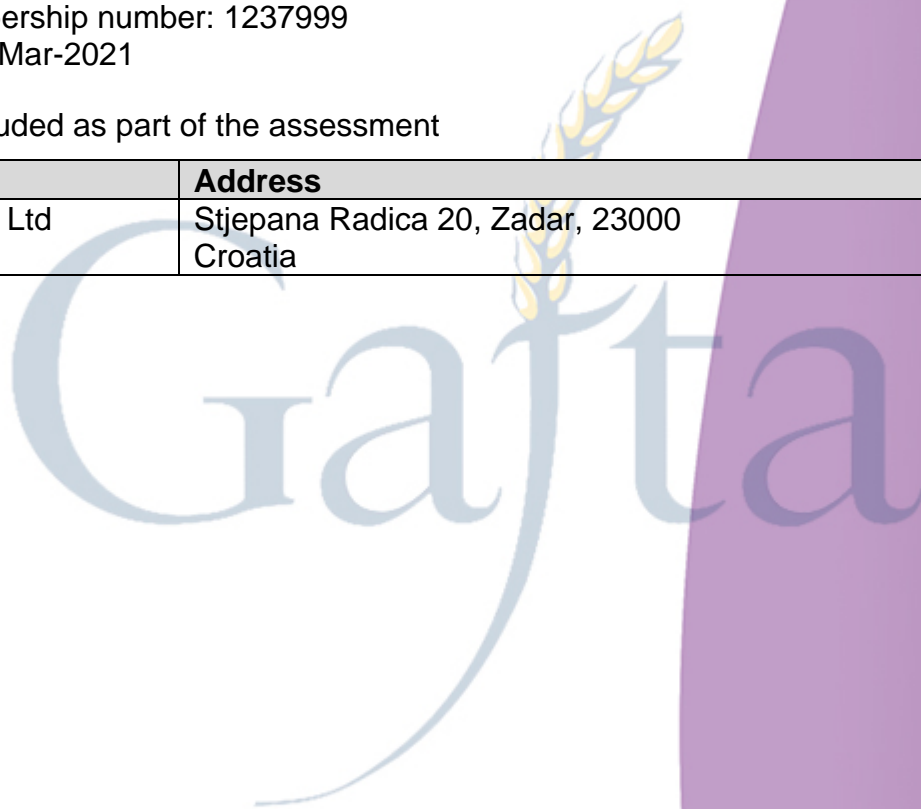 ership number: 1237999
Mar-2021
uded as part of the assessment
Address
Ltd Stjepana Radica 20, Zadar, 23000
Croatia
Gafta